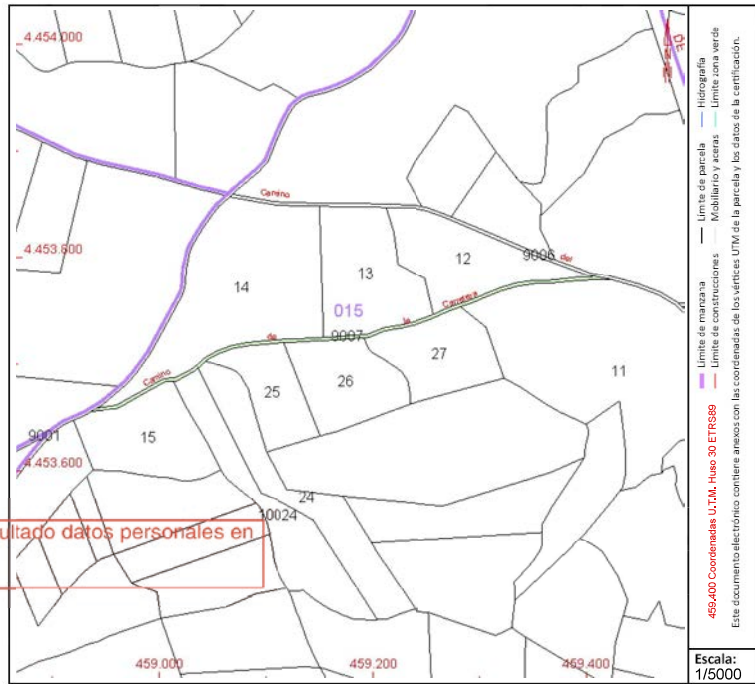 4.454.000
DE
Camino
4.453.800
14
13
12
9006
del
015
Carretera
la
de
9007
Camino
27
26
25
11
15
9001
4.453.600
24
10024
ultado datos personales en
459.000
459.200
459.400
Límite de manzana
Límite de parcela
Hidrografía
Límite de construcciones
Mobiliario y aceras
Límite zona verde
459.400 Coordenadas U.T.M. Huso 30 ETRS89
Este documento electrónico contiene anexos con las coordenadas de los vértices UTM de la parcela y los datos de la certificación.
Escala:
1/5000